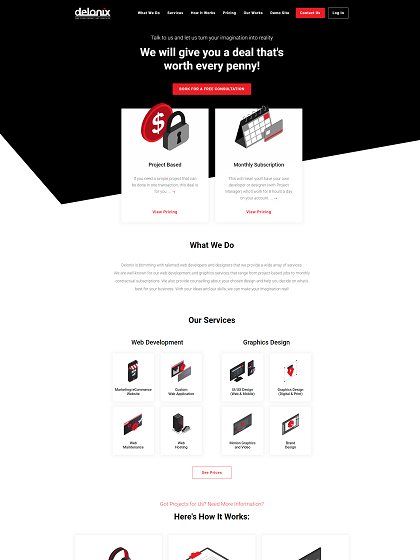 delonix
What We Do Services How It Works Pricing Our Works Demo Site Contact Us Log In
Talk to us and let us turn your imagination into reality
We will give you a deal that's
worth every penny!
BOOK FOR A FREE CONSULTATION
Project Based
If you need a simple project that can
be done in one transaction, this deal is
for you .... →
View Pricing
Monthly Subscription
This will mean you'll have your own
developer or designer (with Project
Manager) who'll work for 8 hours a day
on your account. ... →
View Pricing
What We Do
Delonix is brimming with talented web developers and designers that we provide a wide array of services.
We are well-known for our web development and graphics services that range from project-based jobs to monthly
contractual subscriptions. We also provide counselling about your chosen design and help you decide on what's
best for your business. With your ideas and our skills, we can make your imagination real!
Our Services
Web Development
Marketing/eCommerce
Website
Custom
Web Application
Web
Maintenance
Web
Hosting
Graphics Design
UI/UX Design
(Web & Mobile)
Graphics Design
(Digital & Print)
Motion Graphics
and Video
Brand
Design
See Prices
Got Projects for Us? Need More Information?
Here's How It Works: